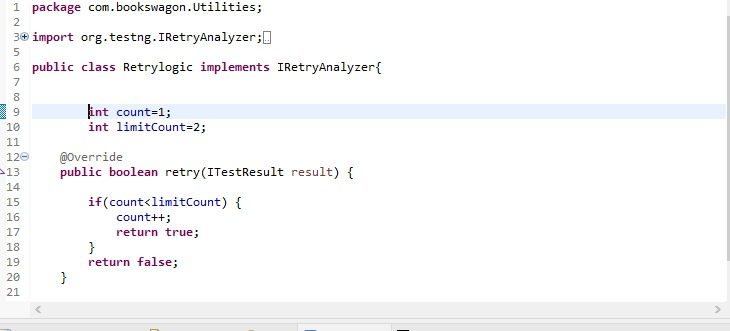 1 package com.bookswagon.Utilities;
2
3 import org.testng.IRetryAnalyzer;
5
6 public class Retrylogic implements IRetryAnalyzer{
7
8
9 int count=1;
10 int limitCount=2;
11
12 @Override
13 public boolean retry(ITestResult result) {
14
15 if(count<limitCount) {
16 count++;
17 return true;
18 }
19 return false;
20 }
21